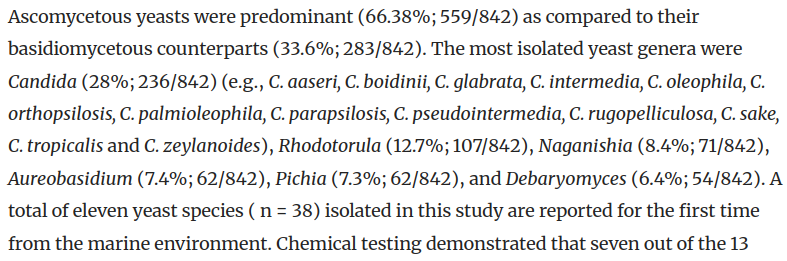 Ascomycetous yeasts were predominant (66.38%; 559/842) as compared to their
basidiomycetous counterparts (33.6%; 283/842). The most isolated yeast genera were
Candida (28%; 236/842) (e.g., C. aaseri, C. boidinii, C. glabrata, C. intermedia, C. oleophila, C.
orthopsilosis, C. palmioleophila, C. parapsilosis, C. pseudointermedia, C. rugopelliculosa, C. sake,
C. tropicalis and C. zeylanoides), Rhodotorula (12.7%; 107/842), Naganishia (8.4%; 71/842),
Aureobasidium (7.4%; 62/842), Pichia (7.3%; 62/842), and Debaryomyces (6.4%; 54/842). A
total of eleven yeast species ( n = 38) isolated in this study are reported for the first time
from the marine environment. Chemical testing demonstrated that seven out of the 13